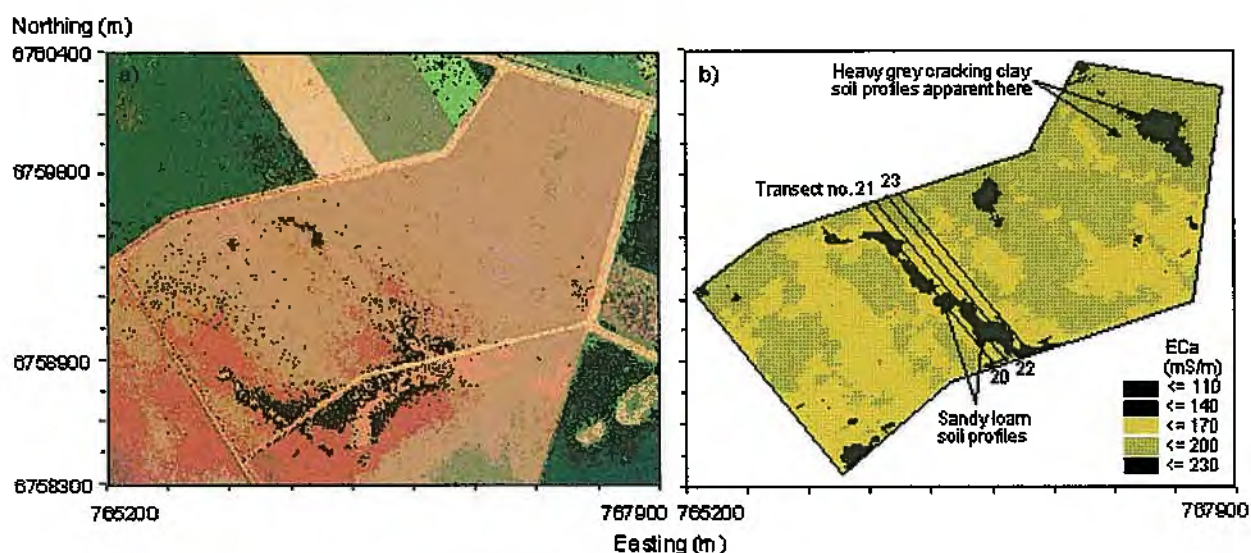 Northing (m)
6760400
a)
b)
Heavy grey cracking clay
soil profiles apparent here
6759800
Transect no. 21 23
6758900
20 22
Sandy loam
soil profiles
ECa
(mS/m)
<= 110
<= 140
<= 170
<= 200
<= 230
6758300
765200 767900 765200 767900
Easting (m)